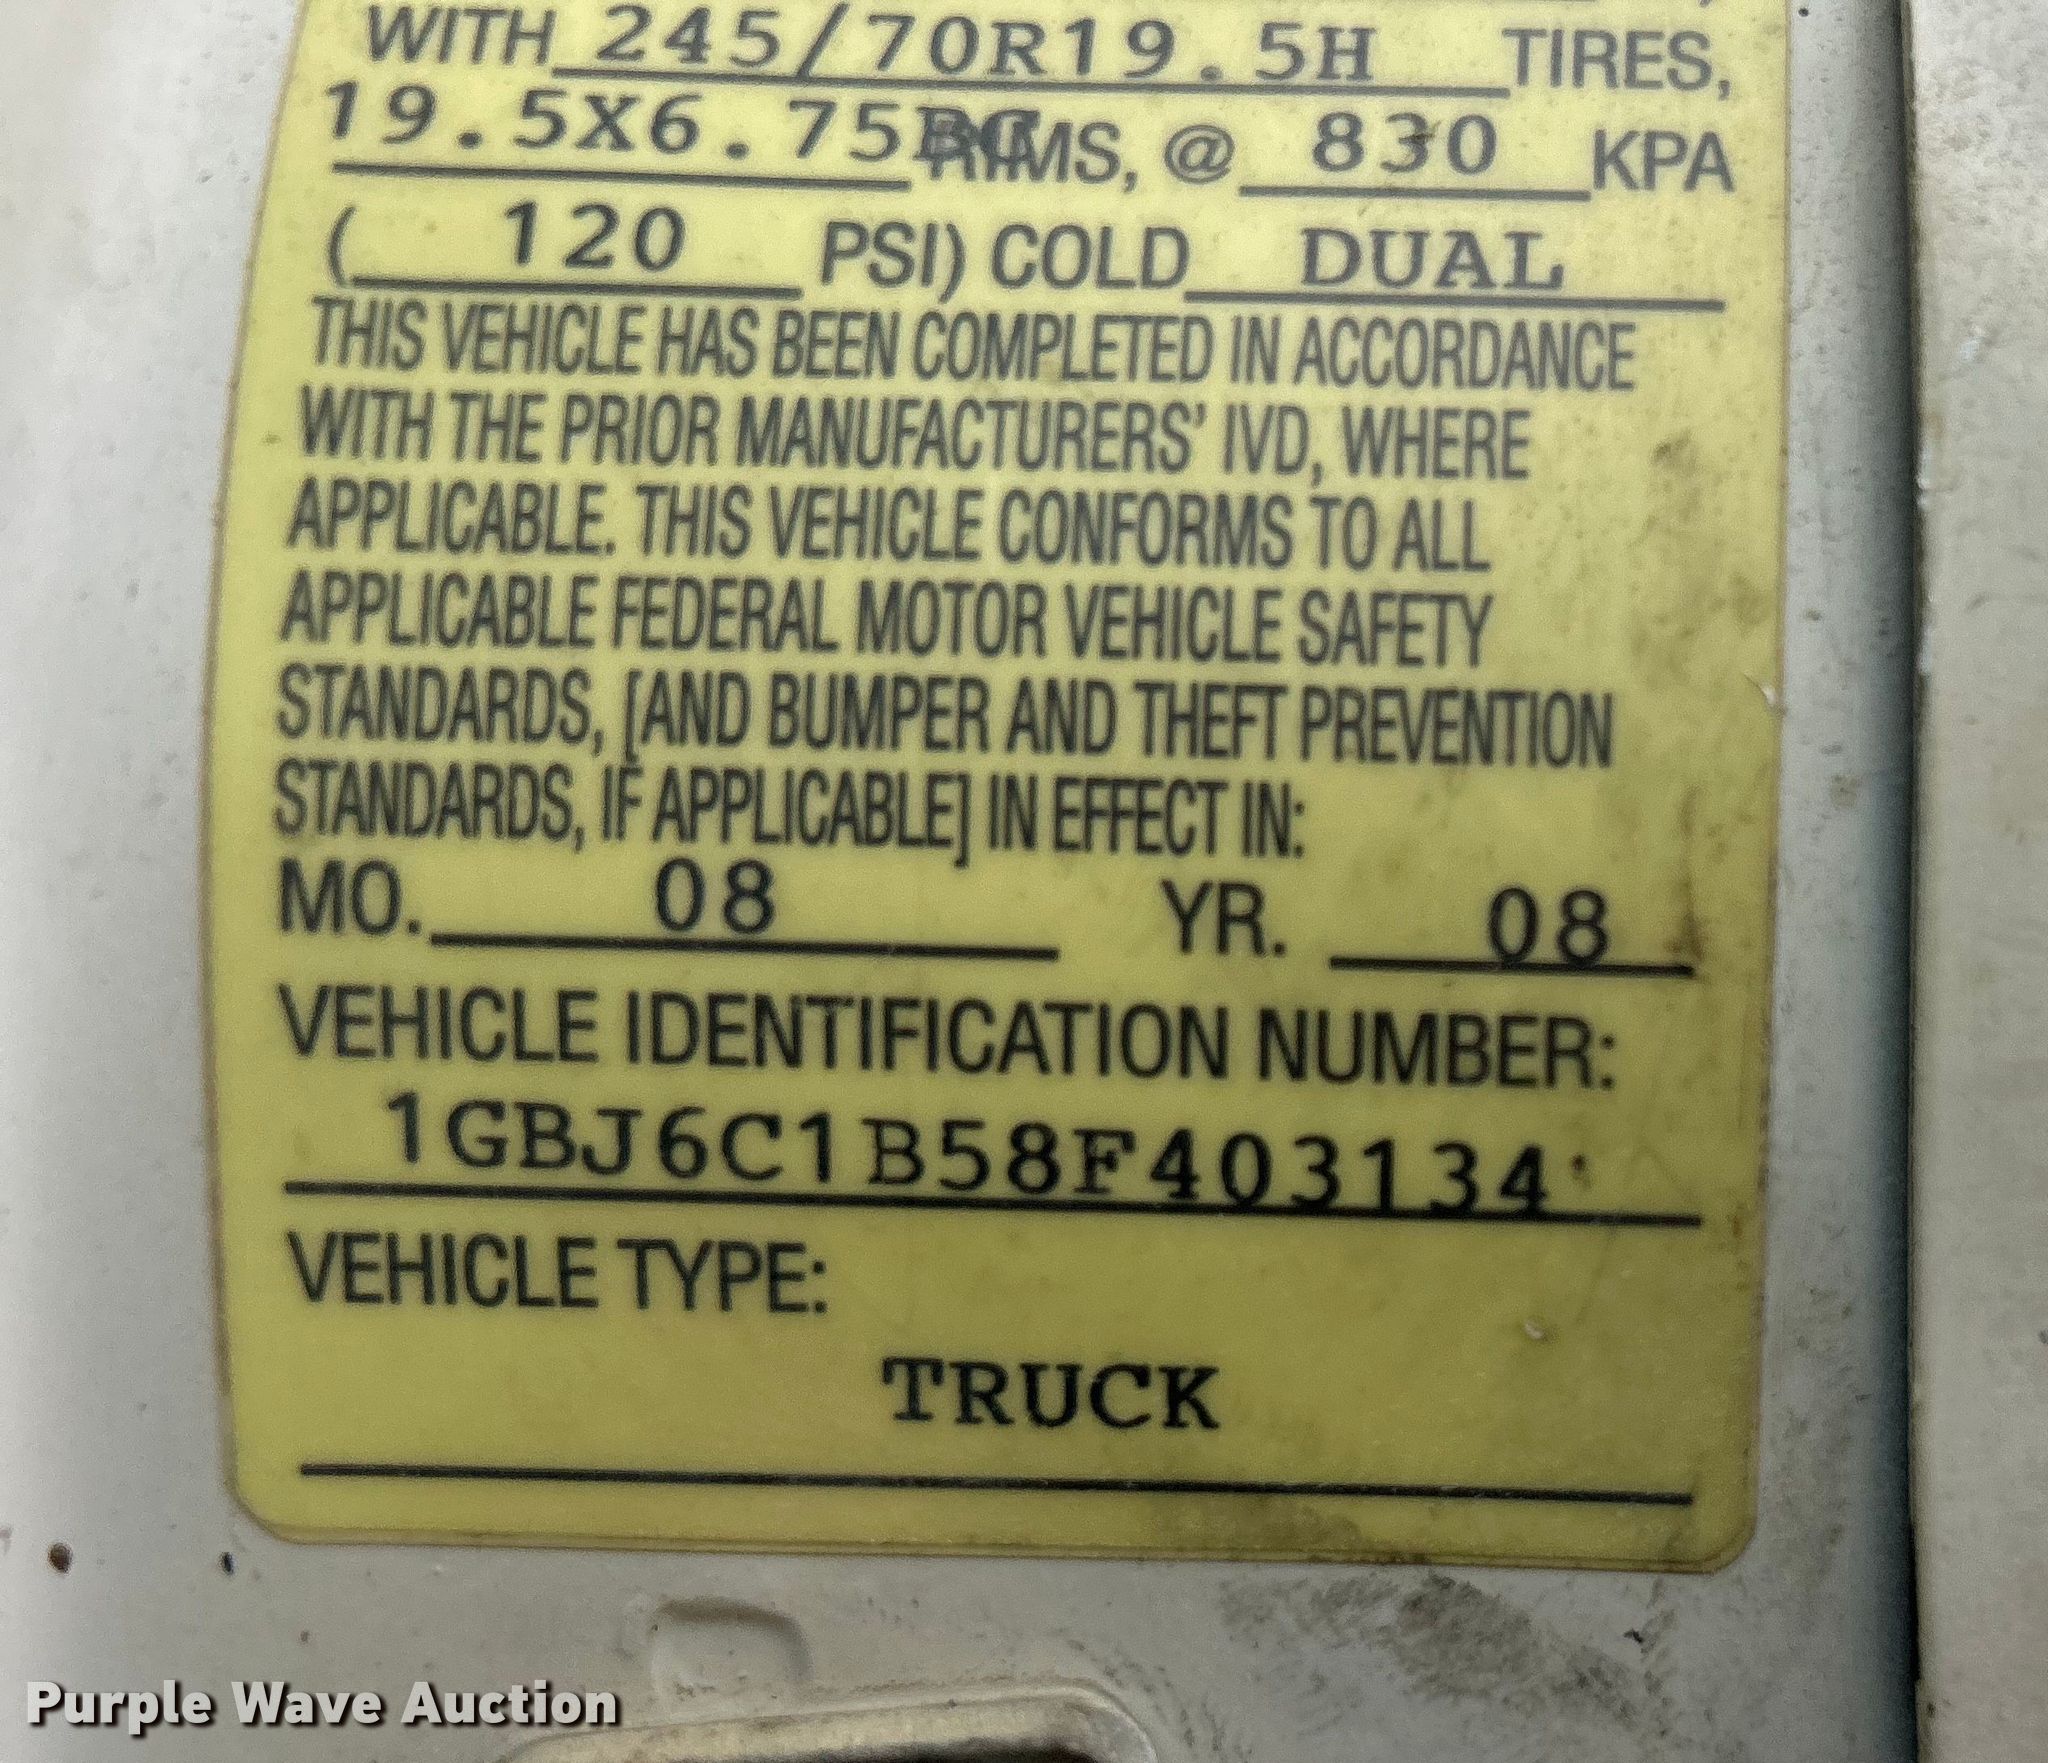 WITH 245/70R19.5H TIRES,
19.5X6.75 RIMS, @ 830 KPA
( 120 PSI) COLD DUAL
THIS VEHICLE HAS BEEN COMPLETED IN ACCORDANCE
WITH THE PRIOR MANUFACTURERS' IVD, WHERE
APPLICABLE. THIS VEHICLE CONFORMS TO ALL
APPLICABLE FEDERAL MOTOR VEHICLE SAFETY
STANDARDS, [AND BUMPER AND THEFT PREVENTION
STANDARDS, IF APPLICABLE] IN EFFECT IN:
MO. 08 YR. 08
VEHICLE IDENTIFICATION NUMBER:
1GBJ6C1B58F403134
VEHICLE TYPE:
TRUCK
Purple Wave Auction